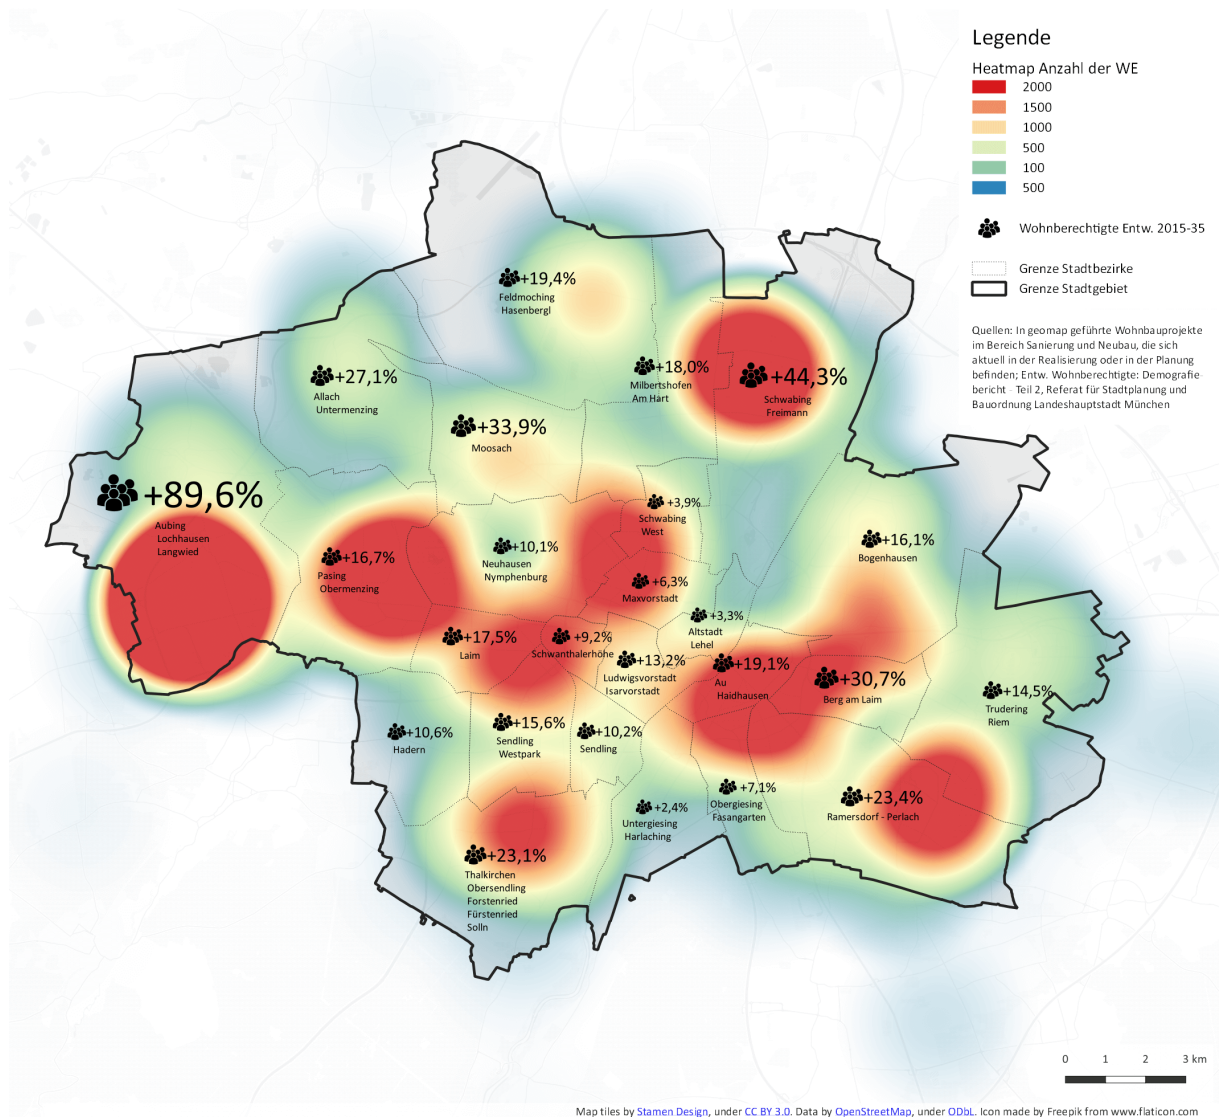 Legende
Heatmap Anzahl der WE
2000
1500
1000
500
100
500
Wohnberechtigte Entw. 2015-35
Grenze Stadtbezirke
Grenze Stadtgebiet
Quellen: In geomap geführte Wohnbauprojekte
im Bereich Sanierung und Neubau, die sich
aktuell in der Realisierung oder in der Planung
befinden; Entw. Wohnberechtigte: Demografie-
bericht - Teil 2, Referat für Stadtplanung und
Bauordnung Landeshauptstadt München
+19,4%
Feldmoching
Hasenbergl
+27,1%
Allach
Untermenzing
+18,0%
Milbertshofen
Am Hart
+44,3%
Schwabing
Freimann
+33,9%
Moosach
+89,6%
Aubing
Lochhausen
Langwied
+3,9%
Schwabing
West
+16,7%
Pasing
Obermenzing
+10,1%
Neuhausen
Nymphenburg
+16,1%
Bogenhausen
+6,3%
Maxvorstadt
+3,3%
Altstadt
Lehel
+17,5%
Laim
+9,2%
Schwanthalerhöhe
+13,2%
Ludwigsvorstadt
Isarvorstadt
+19,1%
Au
Haidhausen
+30,7%
Berg am Laim
+14,5%
Trudering
Riem
+10,6%
Hadern
+15,6%
Sendling
Westpark
+10,2%
Sendling
+7,1%
Obergiesing
Fasangarten
+2,4%
Untergiesing
Harlaching
+23,4%
Ramersdorf - Perlach
+23,1%
Thalkirchen
Obersendling
Forstenried
Fürstenried
Solln
0 1 2 3 km
Map tiles by Stamen Design, under CC BY 3.0. Data by OpenStreetMap, under ODbL. Icon made by Freepik from www.flaticon.com